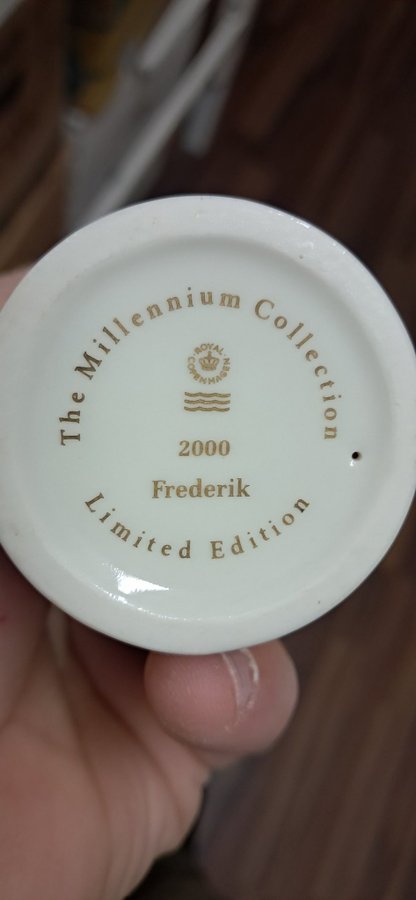 The Millennium Collection
ROYAL COPENHAGEN
2000
Frederik
Limited Edition